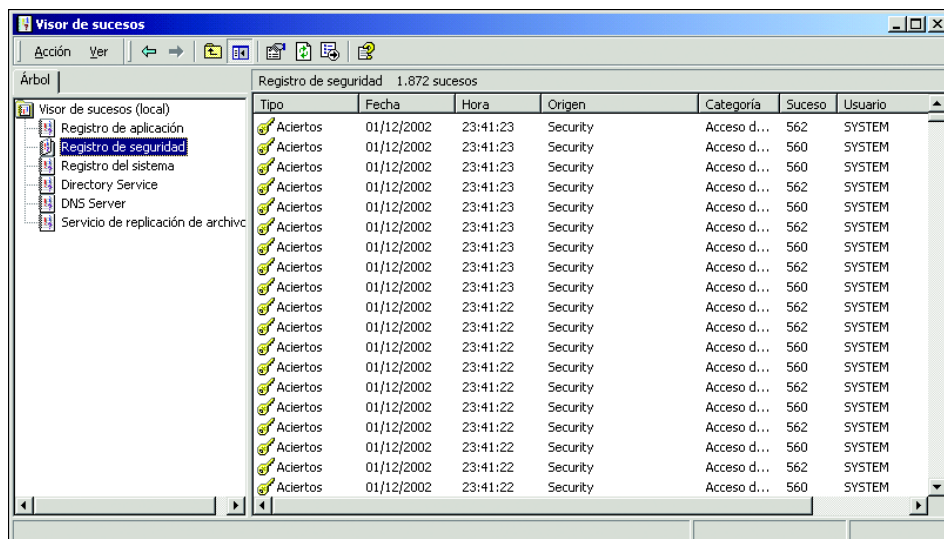 Visor de sucesos
Acción Ver
Árbol
Registro de seguridad 1.872 sucesos
Visor de sucesos (local)
Registro de aplicación
Registro de seguridad
Registro del sistema
Directory Service
DNS Server
Servicio de replicación de archivo
Tipo Fecha Hora Origen Categoría Suceso Usuario
Aciertos 01/12/2002 23:41:23 Security Acceso d... 562 SYSTEM
Aciertos 01/12/2002 23:41:23 Security Acceso d... 560 SYSTEM
Aciertos 01/12/2002 23:41:23 Security Acceso d... 560 SYSTEM
Aciertos 01/12/2002 23:41:23 Security Acceso d... 562 SYSTEM
Aciertos 01/12/2002 23:41:23 Security Acceso d... 560 SYSTEM
Aciertos 01/12/2002 23:41:23 Security Acceso d... 562 SYSTEM
Aciertos 01/12/2002 23:41:23 Security Acceso d... 560 SYSTEM
Aciertos 01/12/2002 23:41:23 Security Acceso d... 562 SYSTEM
Aciertos 01/12/2002 23:41:23 Security Acceso d... 560 SYSTEM
Aciertos 01/12/2002 23:41:22 Security Acceso d... 562 SYSTEM
Aciertos 01/12/2002 23:41:22 Security Acceso d... 562 SYSTEM
Aciertos 01/12/2002 23:41:22 Security Acceso d... 560 SYSTEM
Aciertos 01/12/2002 23:41:22 Security Acceso d... 560 SYSTEM
Aciertos 01/12/2002 23:41:22 Security Acceso d... 562 SYSTEM
Aciertos 01/12/2002 23:41:22 Security Acceso d... 560 SYSTEM
Aciertos 01/12/2002 23:41:22 Security Acceso d... 562 SYSTEM
Aciertos 01/12/2002 23:41:22 Security Acceso d... 560 SYSTEM
Aciertos 01/12/2002 23:41:22 Security Acceso d... 562 SYSTEM
Aciertos 01/12/2002 23:41:22 Security Acceso d... 560 SYSTEM